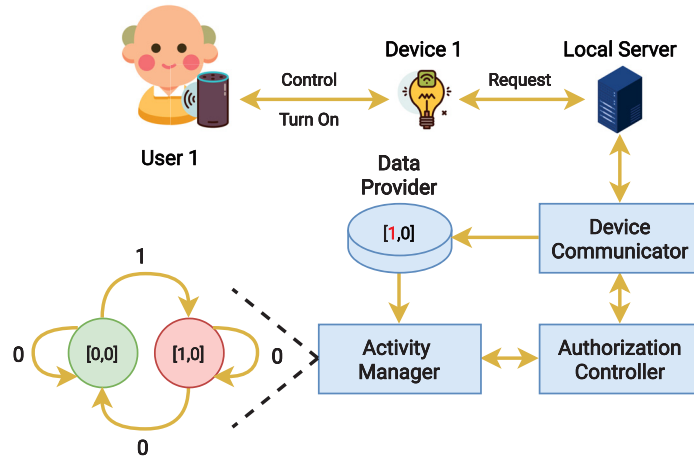 Device 1
Local Server
Control
Request
Turn On
User 1
Data
Provider
[1,0]
Device
Communicator
1
0
[0,0]
[1,0]
0
0
Activity
Manager
Authorization
Controller